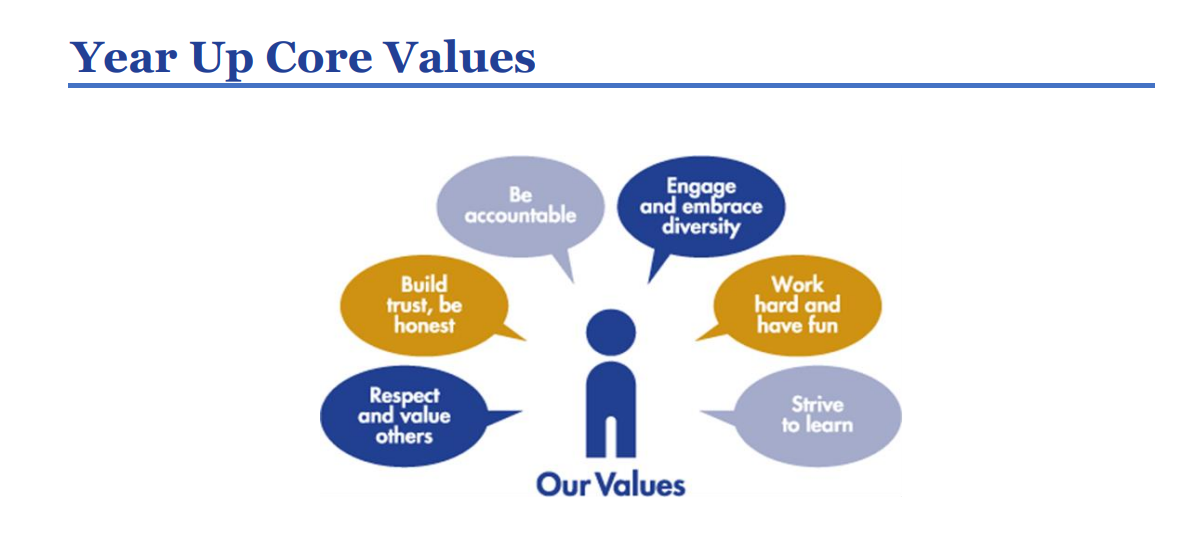 Year Up Core Values
Be
accountable
Engage
and embrace
diversity
Build
trust, be
honest
Work
hard and
have fun
Respect
and value
others
Strive
to learn
Our Values